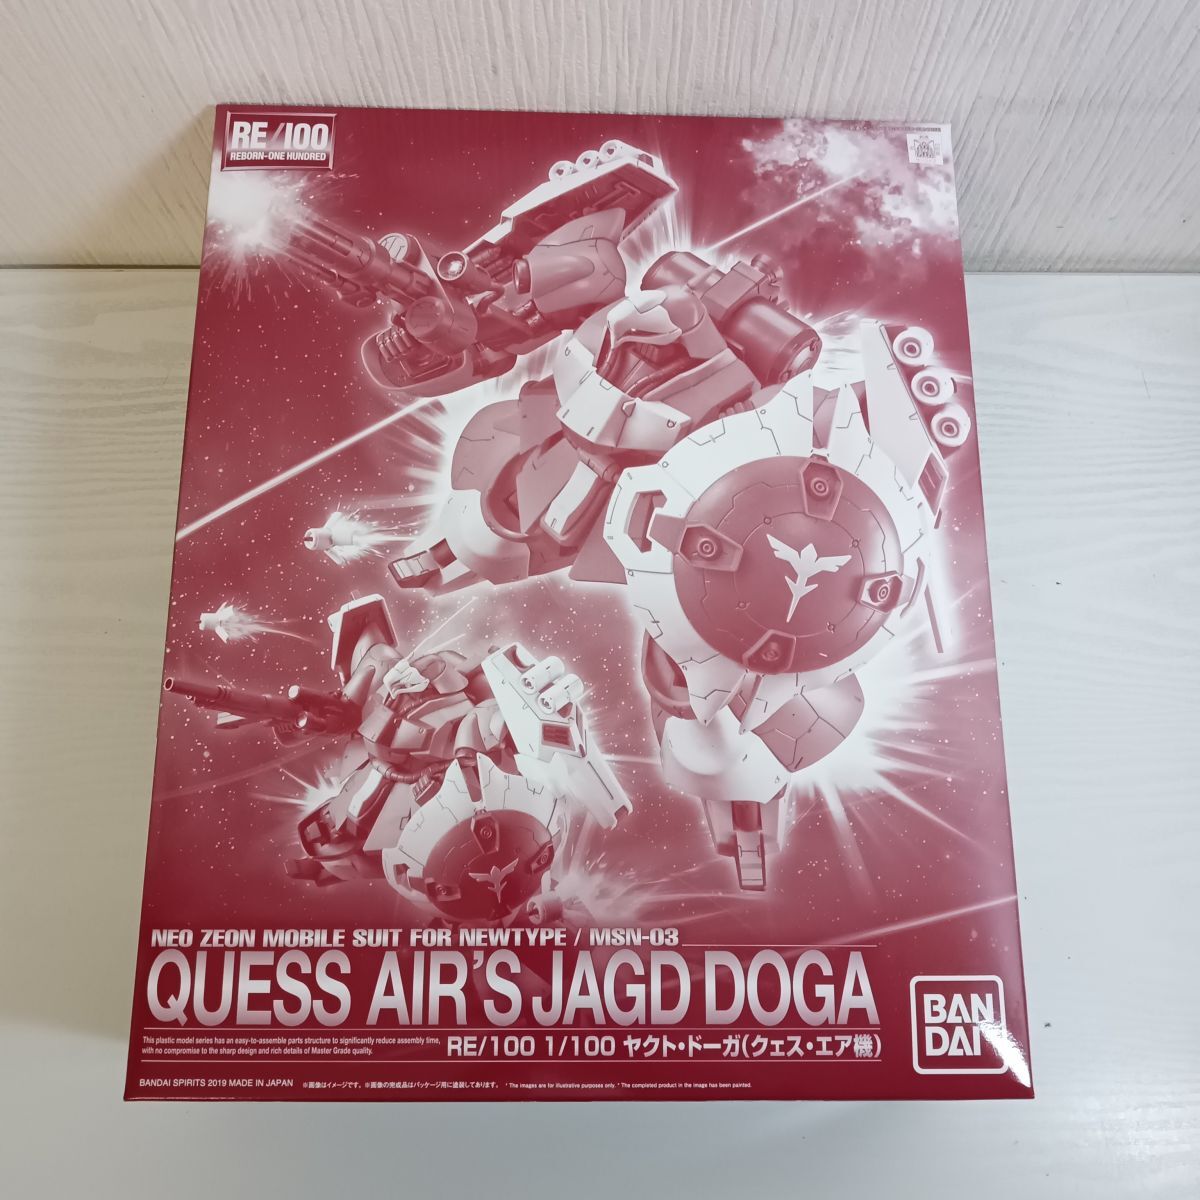 RE/100
REBORN-ONE HUNDRED
NEO ZEON MOBILE SUIT FOR NEWTYPE / MSN-03
QUESS AIR'S JAGD DOGA
This plastic model series has an easy-to-assemble parts structure to significantly reduce assembly time,
with no compromise to the sharp design and rich details of Master Grade quality.
RE/100 1/100 ヤクト・ドーガ(クェス・エア機)
BAN
DAI
BANDAI SPIRITS 2019 MADE IN JAPAN ※画像はイメージです。 ※画像の完成品はパッケージ用に塗装してあります。 * The images are for illustrative purposes only. * The completed product in the image has been painted.